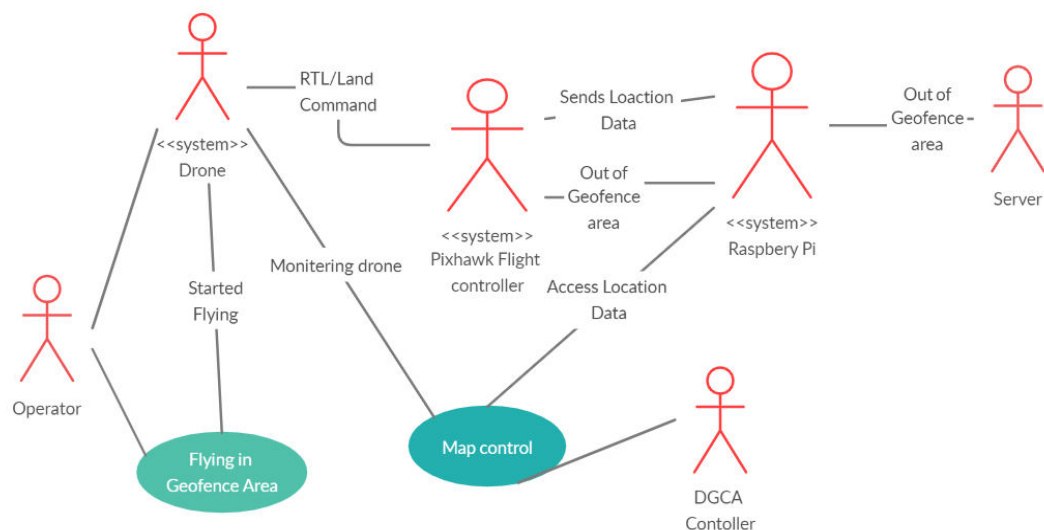 RTL/Land
Command
<<system>>
Drone
Sends Loaction
Data
Out of
Geofence
area
Server
Out of
Geofence
area
<<system>>
Pixhawk Flight
controller
<<system>>
Raspbery Pi
Monitering drone
Started
Flying
Access Location
Data
Operator
Flying in
Geofence Area
Map control
DGCA
Contoller